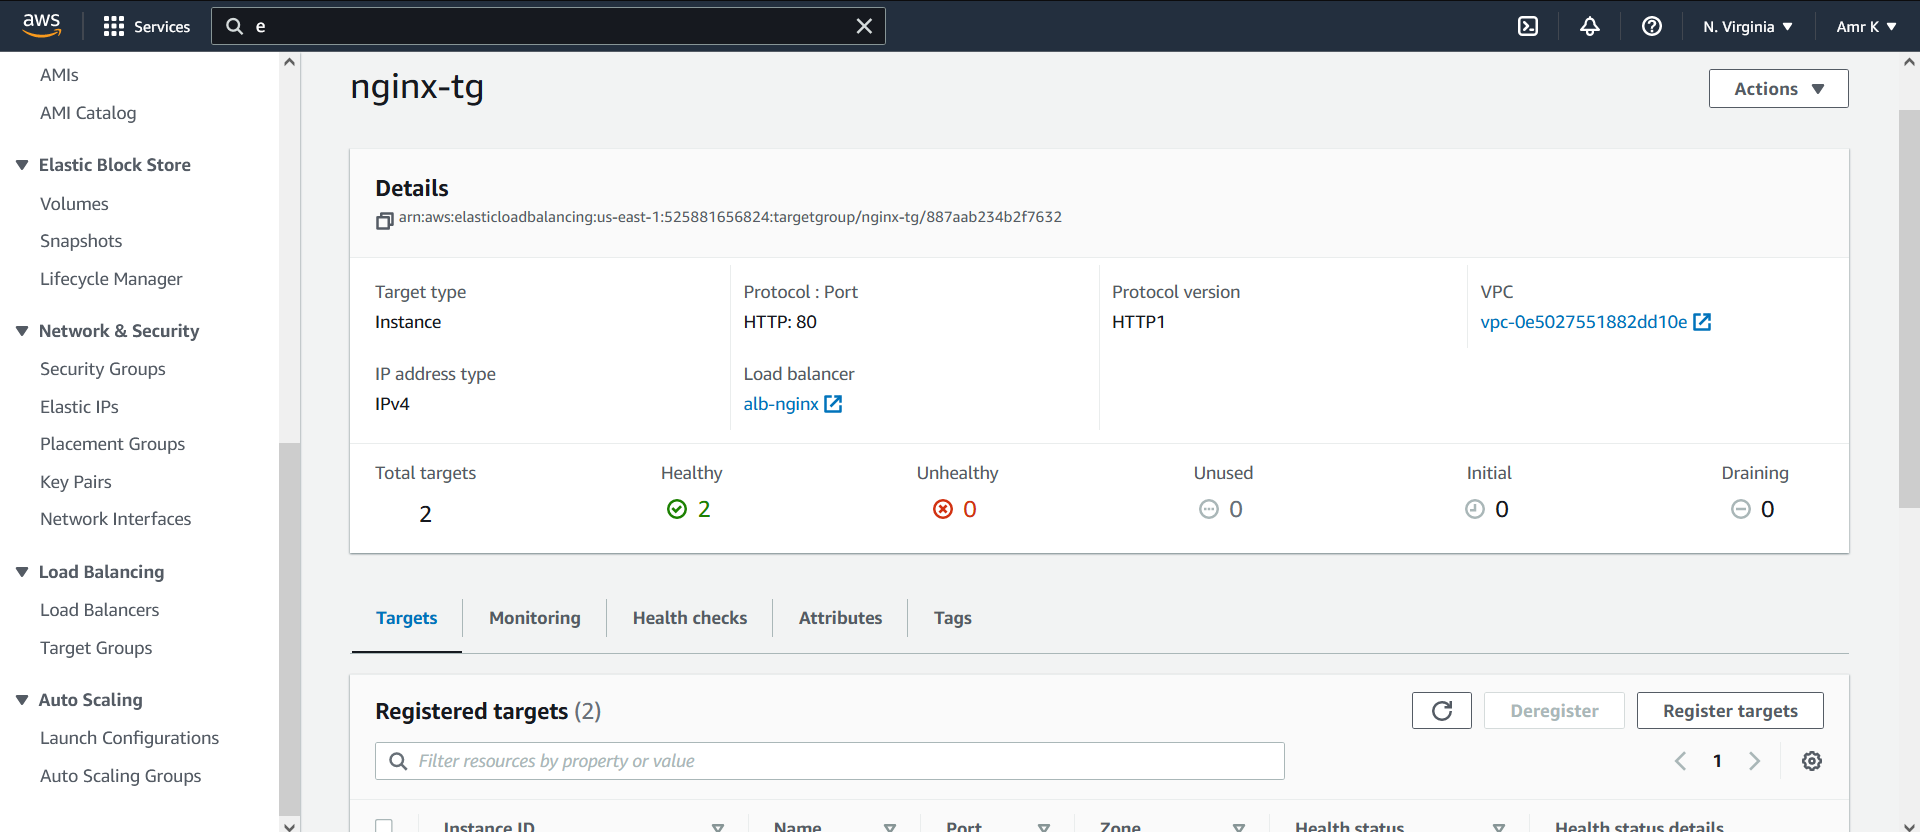 aws
Services
e
N. Virginia
Amr K
AMIs
AMI Catalog
Elastic Block Store
Volumes
Snapshots
Lifecycle Manager
Network & Security
Security Groups
Elastic IPs
Placement Groups
Key Pairs
Network Interfaces
Load Balancing
Load Balancers
Target Groups
Auto Scaling
Launch Configurations
Auto Scaling Groups
nginx-tg
Actions
Details
arn:aws:elasticloadbalancing:us-east-1:525881656824:targetgroup/nginx-tg/887aab234b2f7632
Target type
Instance
Protocol : Port
HTTP: 80
Protocol version
HTTP1
VPC
vpc-0e5027551882dd10e
IP address type
IPv4
Load balancer
alb-nginx
Total targets
2
Healthy
2
Unhealthy
0
Unused
0
Initial
0
Draining
0
Targets
Monitoring
Health checks
Attributes
Tags
Registered targets (2)
Deregister
Register targets
Filter resources by property or value
1
Instance ID
Name
Port
Zone
Health status
Health status details